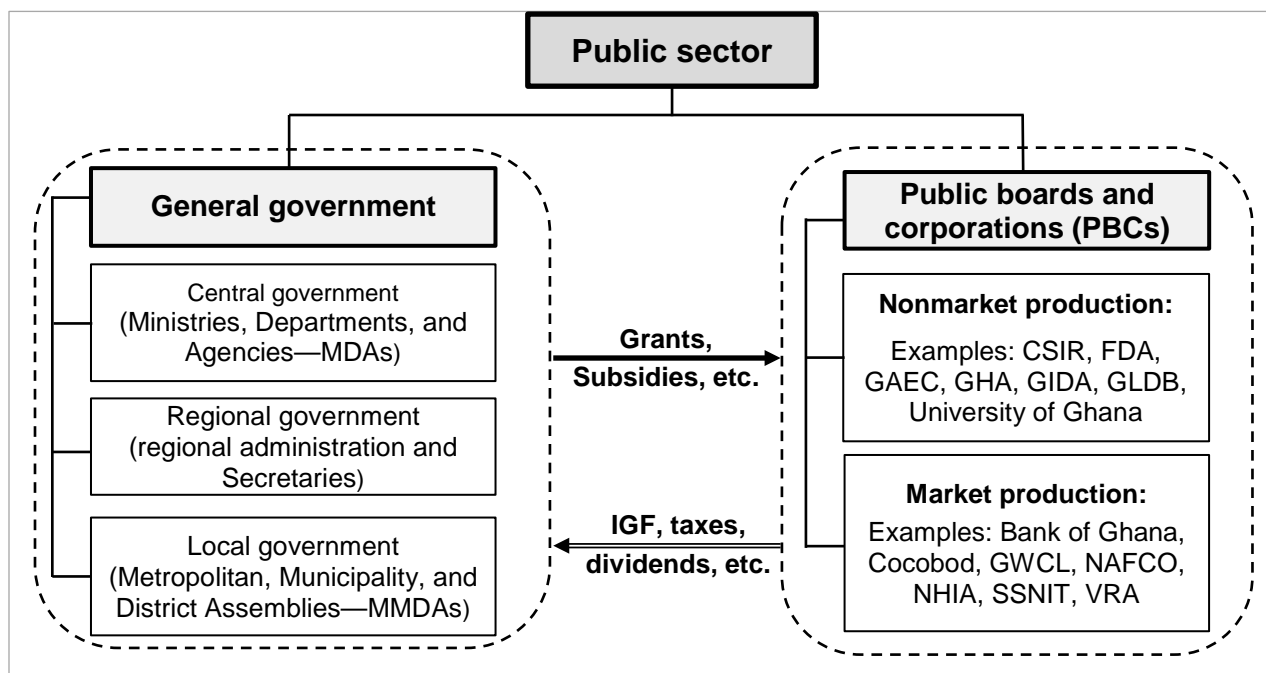 Public sector
General government
Central government
(Ministries, Departments, and
Agencies—MDAs)
Regional government
(regional administration and
Secretaries)
Local government
(Metropolitan, Municipality, and
District Assemblies—MMDAs)
Grants,
Subsidies, etc.
IGF, taxes,
dividends, etc.
Public boards and
corporations (PBCs)
Nonmarket production:
Examples: CSIR, FDA,
GAEC, GHA, GIDA, GLDB,
University of Ghana
Market production:
Examples: Bank of Ghana,
Cocobod, GWCL, NAFCO,
NHIA, SSNIT, VRA